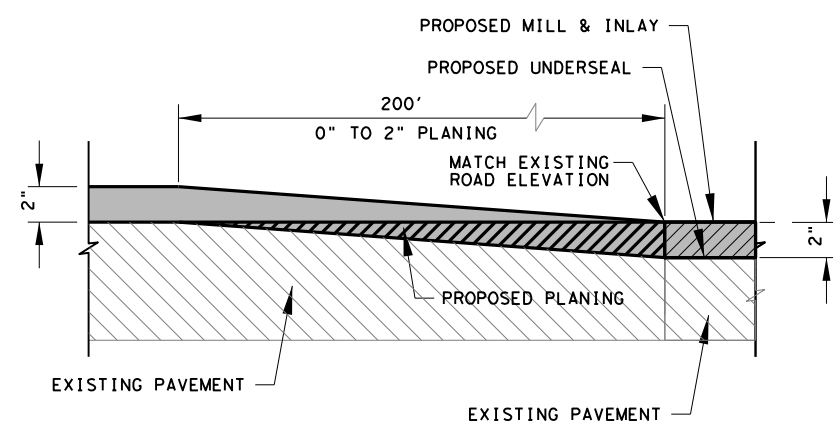 PROPOSED MILL & INLAY
PROPOSED UNDERSEAL
200'
0" TO 2" PLANING
MATCH EXISTING
ROAD ELEVATION
2"
2"
PROPOSED PLANING
EXISTING PAVEMENT
EXISTING PAVEMENT